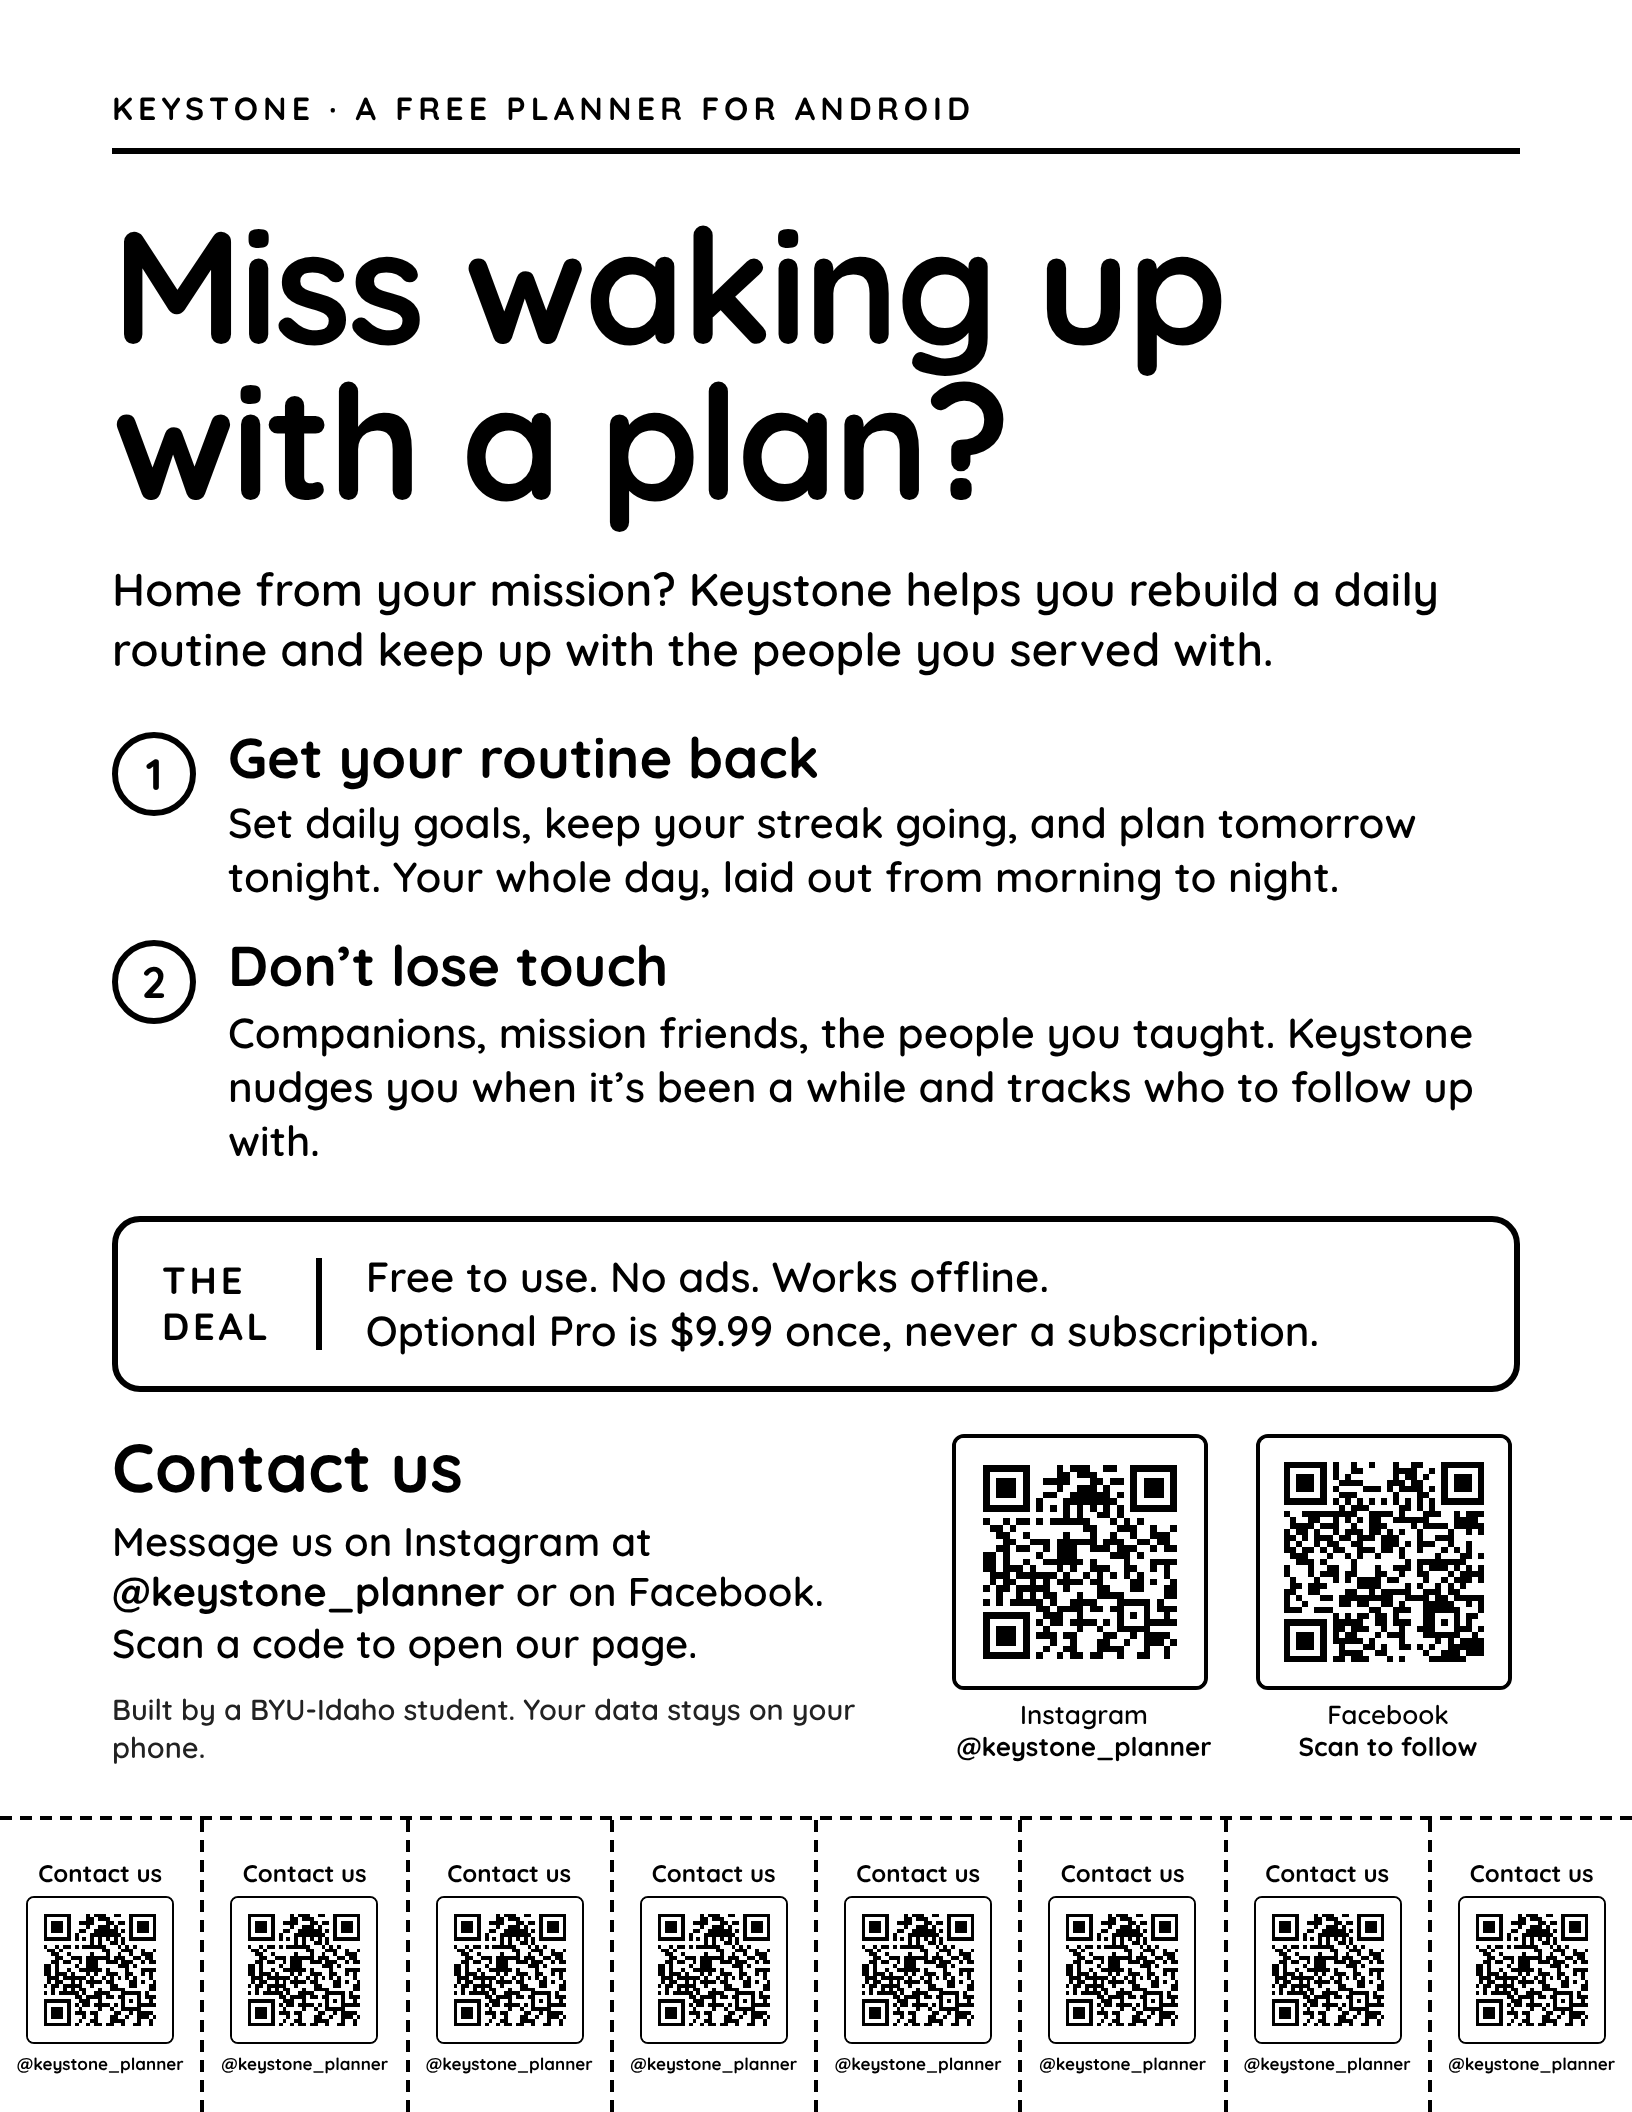 KEYSTONE · A FREE PLANNER FOR ANDROID
Miss waking up
with a plan?
Home from your mission? Keystone helps you rebuild a daily
routine and keep up with the people you served with.
1 Get your routine back
Set daily goals, keep your streak going, and plan tomorrow
tonight. Your whole day, laid out from morning to night.
2 Don’t lose touch
Companions, mission friends, the people you taught. Keystone
nudges you when it’s been a while and tracks who to follow up
with.
THE
DEAL
Free to use. No ads. Works offline.
Optional Pro is $9.99 once, never a subscription.
Contact us
Message us on Instagram at
@keystone_planner or on Facebook.
Scan a code to open our page.
Built by a BYU-Idaho student. Your data stays on your
phone.
Instagram
@keystone_planner
Facebook
Scan to follow
Contact us
@keystone_planner
Contact us
@keystone_planner
Contact us
@keystone_planner
Contact us
@keystone_planner
Contact us
@keystone_planner
Contact us
@keystone_planner
Contact us
@keystone_planner
Contact us
@keystone_planner